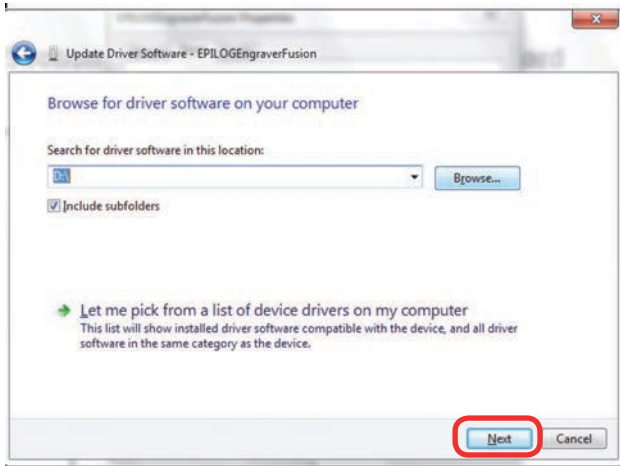 EPILOGEngraverFusion Properties
Update Driver Software - EPILOGEngraverFusion
Browse for driver software on your computer
Search for driver software in this location:
D:\
Browse...
Include subfolders
Let me pick from a list of device drivers on my computer
This list will show installed driver software compatible with the device, and all driver
software in the same category as the device.
Next
Cancel